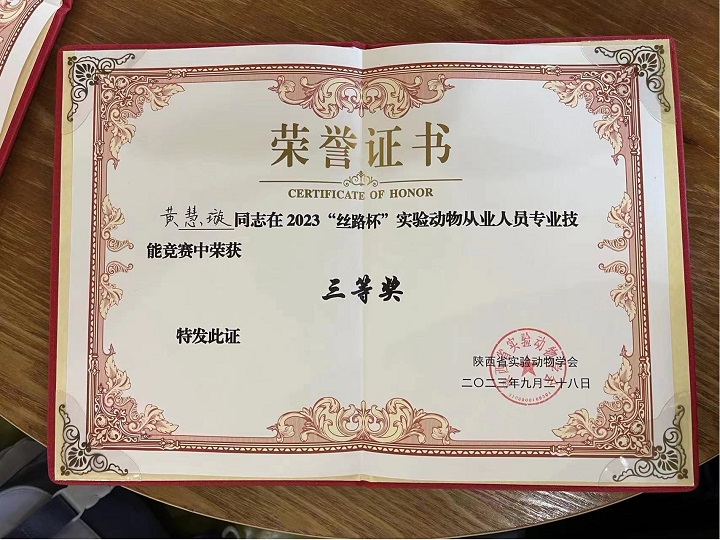 荣誉证书
CERTIFICATE OF HONOR
黄慧璇同志在2023“丝路杯”实验动物从业人员专业技
能竞赛中荣获
三等奖
特发此证
陕西省实验动物学会
二〇二三年九月二十八日